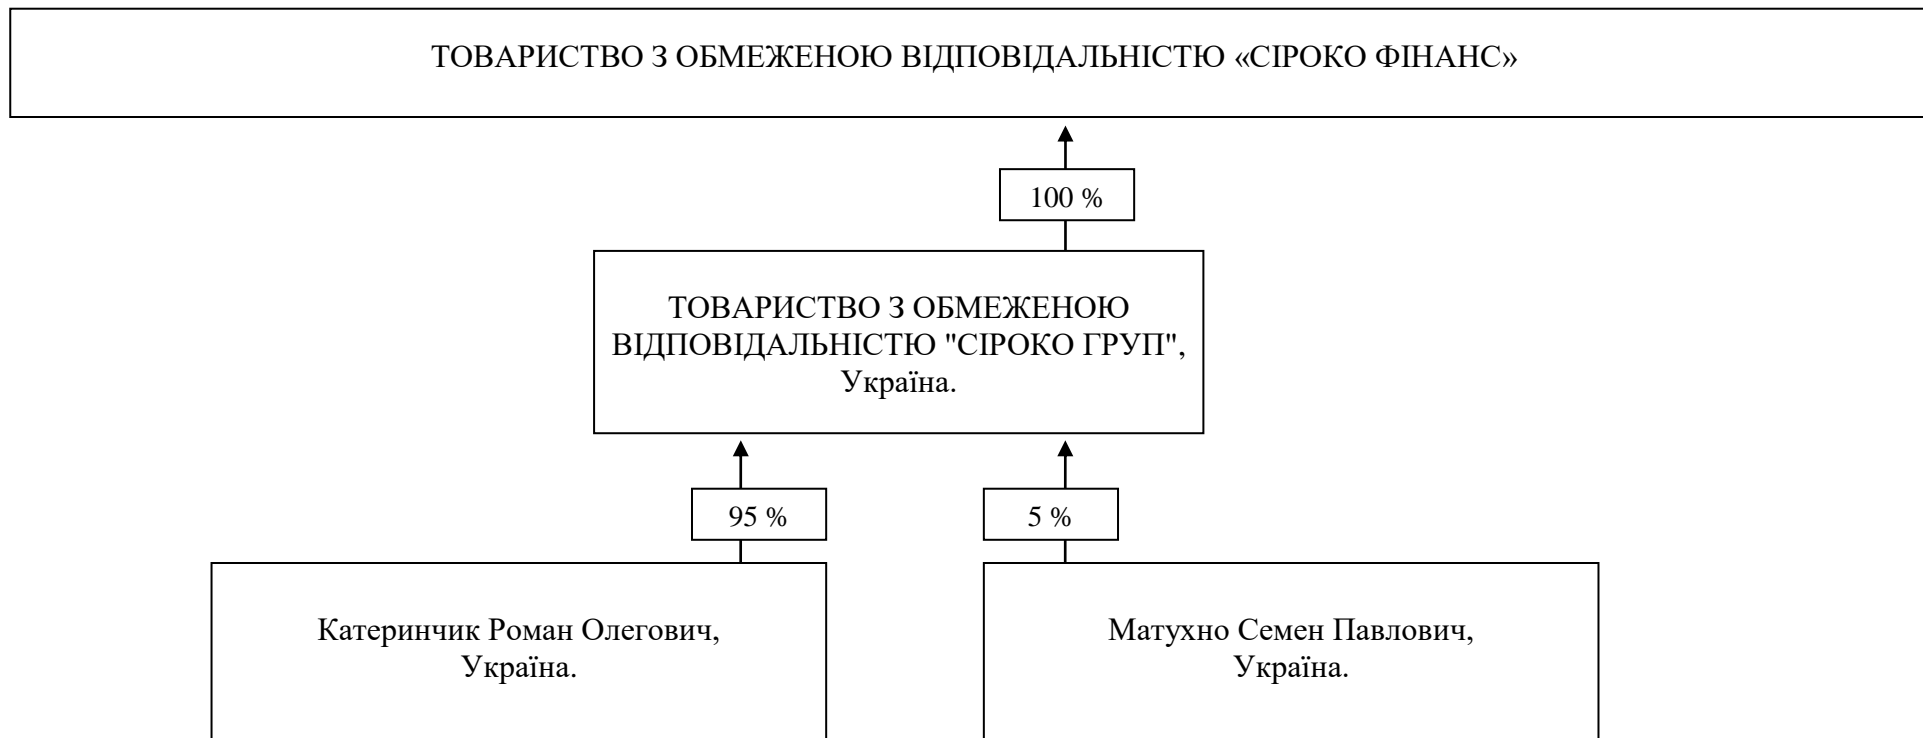 ТОВАРИСТВО З ОБМЕЖЕНОЮ ВІДПОВІДАЛЬНІСТЮ «СІРОКО ФІНАНС»
100 %
ТОВАРИСТВО З ОБМЕЖЕНОЮ
ВІДПОВІДАЛЬНІСТЮ "СІРОКО ГРУП",
Україна.
95 %
5 %
Катеринчик Роман Олегович,
Україна.
Матухно Семен Павлович,
Україна.